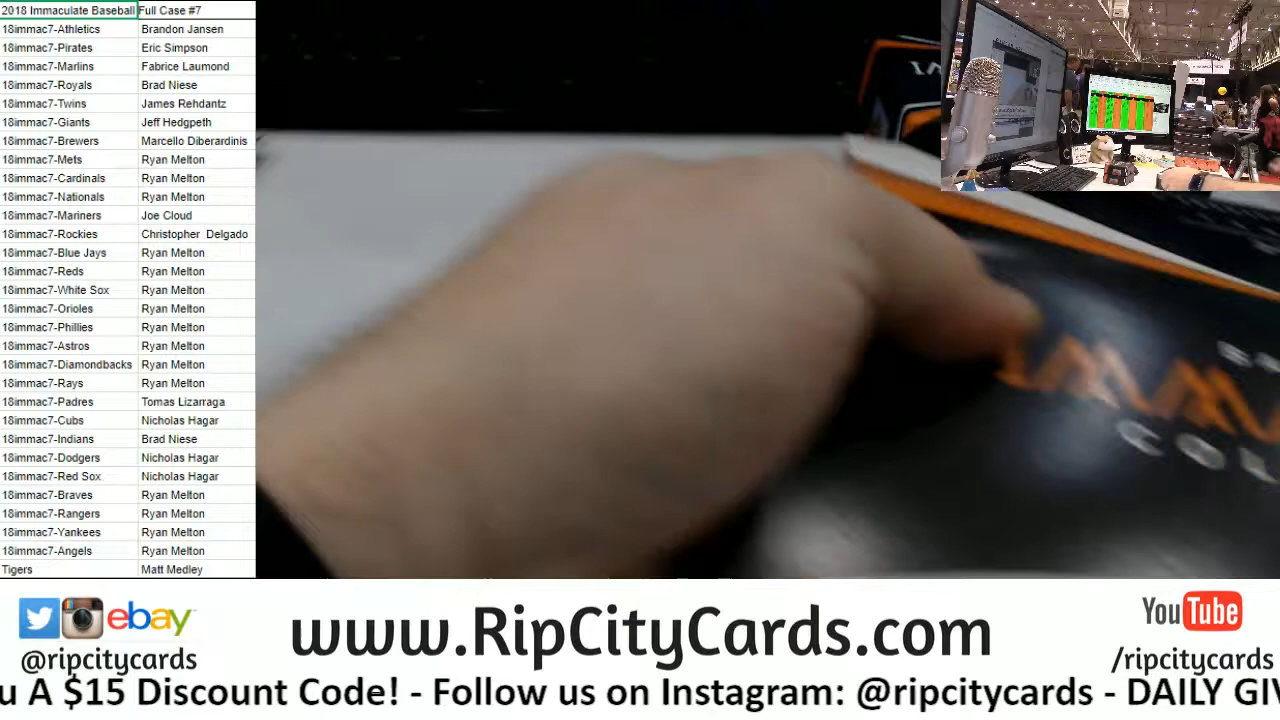 2018 Immaculate Baseball Full Case #7
18immac7-Athletics Brandon Jansen
18immac7-Pirates Eric Simpson
18immac7-Marlins Fabrice Laumond
18immac7-Royals Brad Niese
18immac7-Twins James Rehdantz
18immac7-Giants Jeff Hedgpeth
18immac7-Brewers Marcello Diberardinis
18immac7-Mets Ryan Melton
18immac7-Cardinals Ryan Melton
18immac7-Nationals Ryan Melton
18immac7-Mariners Joe Cloud
18immac7-Rockies Christopher Delgado
18immac7-Blue Jays Ryan Melton
18immac7-Reds Ryan Melton
18immac7-White Sox Ryan Melton
18immac7-Orioles Ryan Melton
18immac7-Phillies Ryan Melton
18immac7-Astros Ryan Melton
18immac7-Diamondbacks Ryan Melton
18immac7-Rays Ryan Melton
18immac7-Padres Tomas Lizarraga
18immac7-Cubs Nicholas Hagar
18immac7-Indians Brad Niese
18immac7-Dodgers Nicholas Hagar
18immac7-Red Sox Nicholas Hagar
18immac7-Braves Ryan Melton
18immac7-Rangers Ryan Melton
18immac7-Yankees Ryan Melton
18immac7-Angels Ryan Melton
Tigers Matt Medley
ebay
@ripcitycards
www.RipCityCards.com
YouTube
/ripcitycards
u A $15 Discount Code! - Follow us on Instagram: @ripcitycards - DAILY GIV